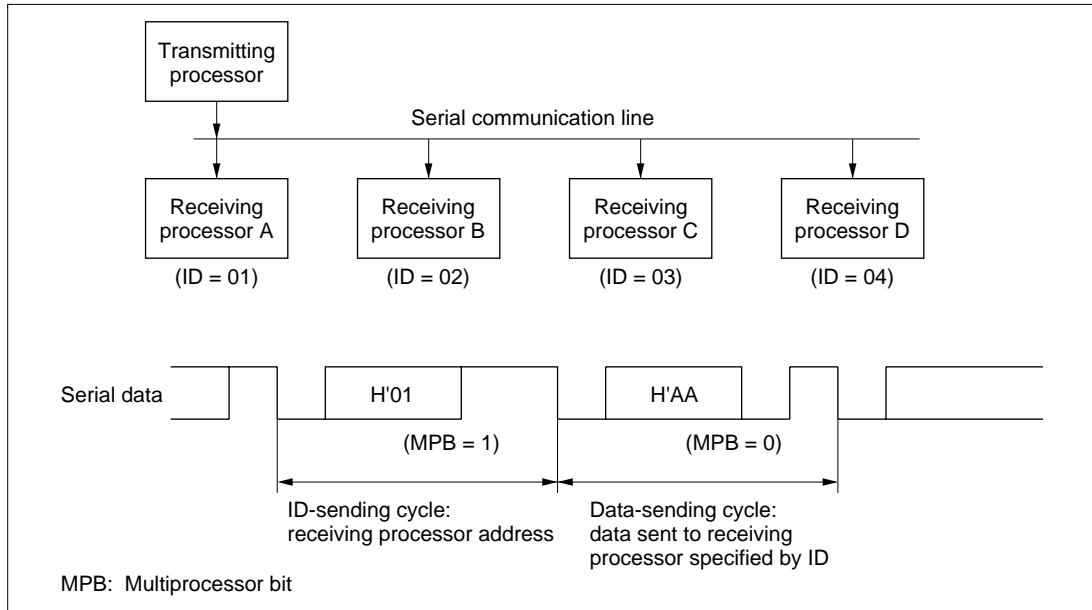 Transmitting
processor
Serial communication line
Receiving
processor A
Receiving
processor B
Receiving
processor C
Receiving
processor D
(ID = 01)
(ID = 02)
(ID = 03)
(ID = 04)
Serial data
H'01
H'AA
(MPB = 1)
(MPB = 0)
ID-sending cycle:
receiving processor address
Data-sending cycle:
data sent to receiving
processor specified by ID
MPB: Multiprocessor bit